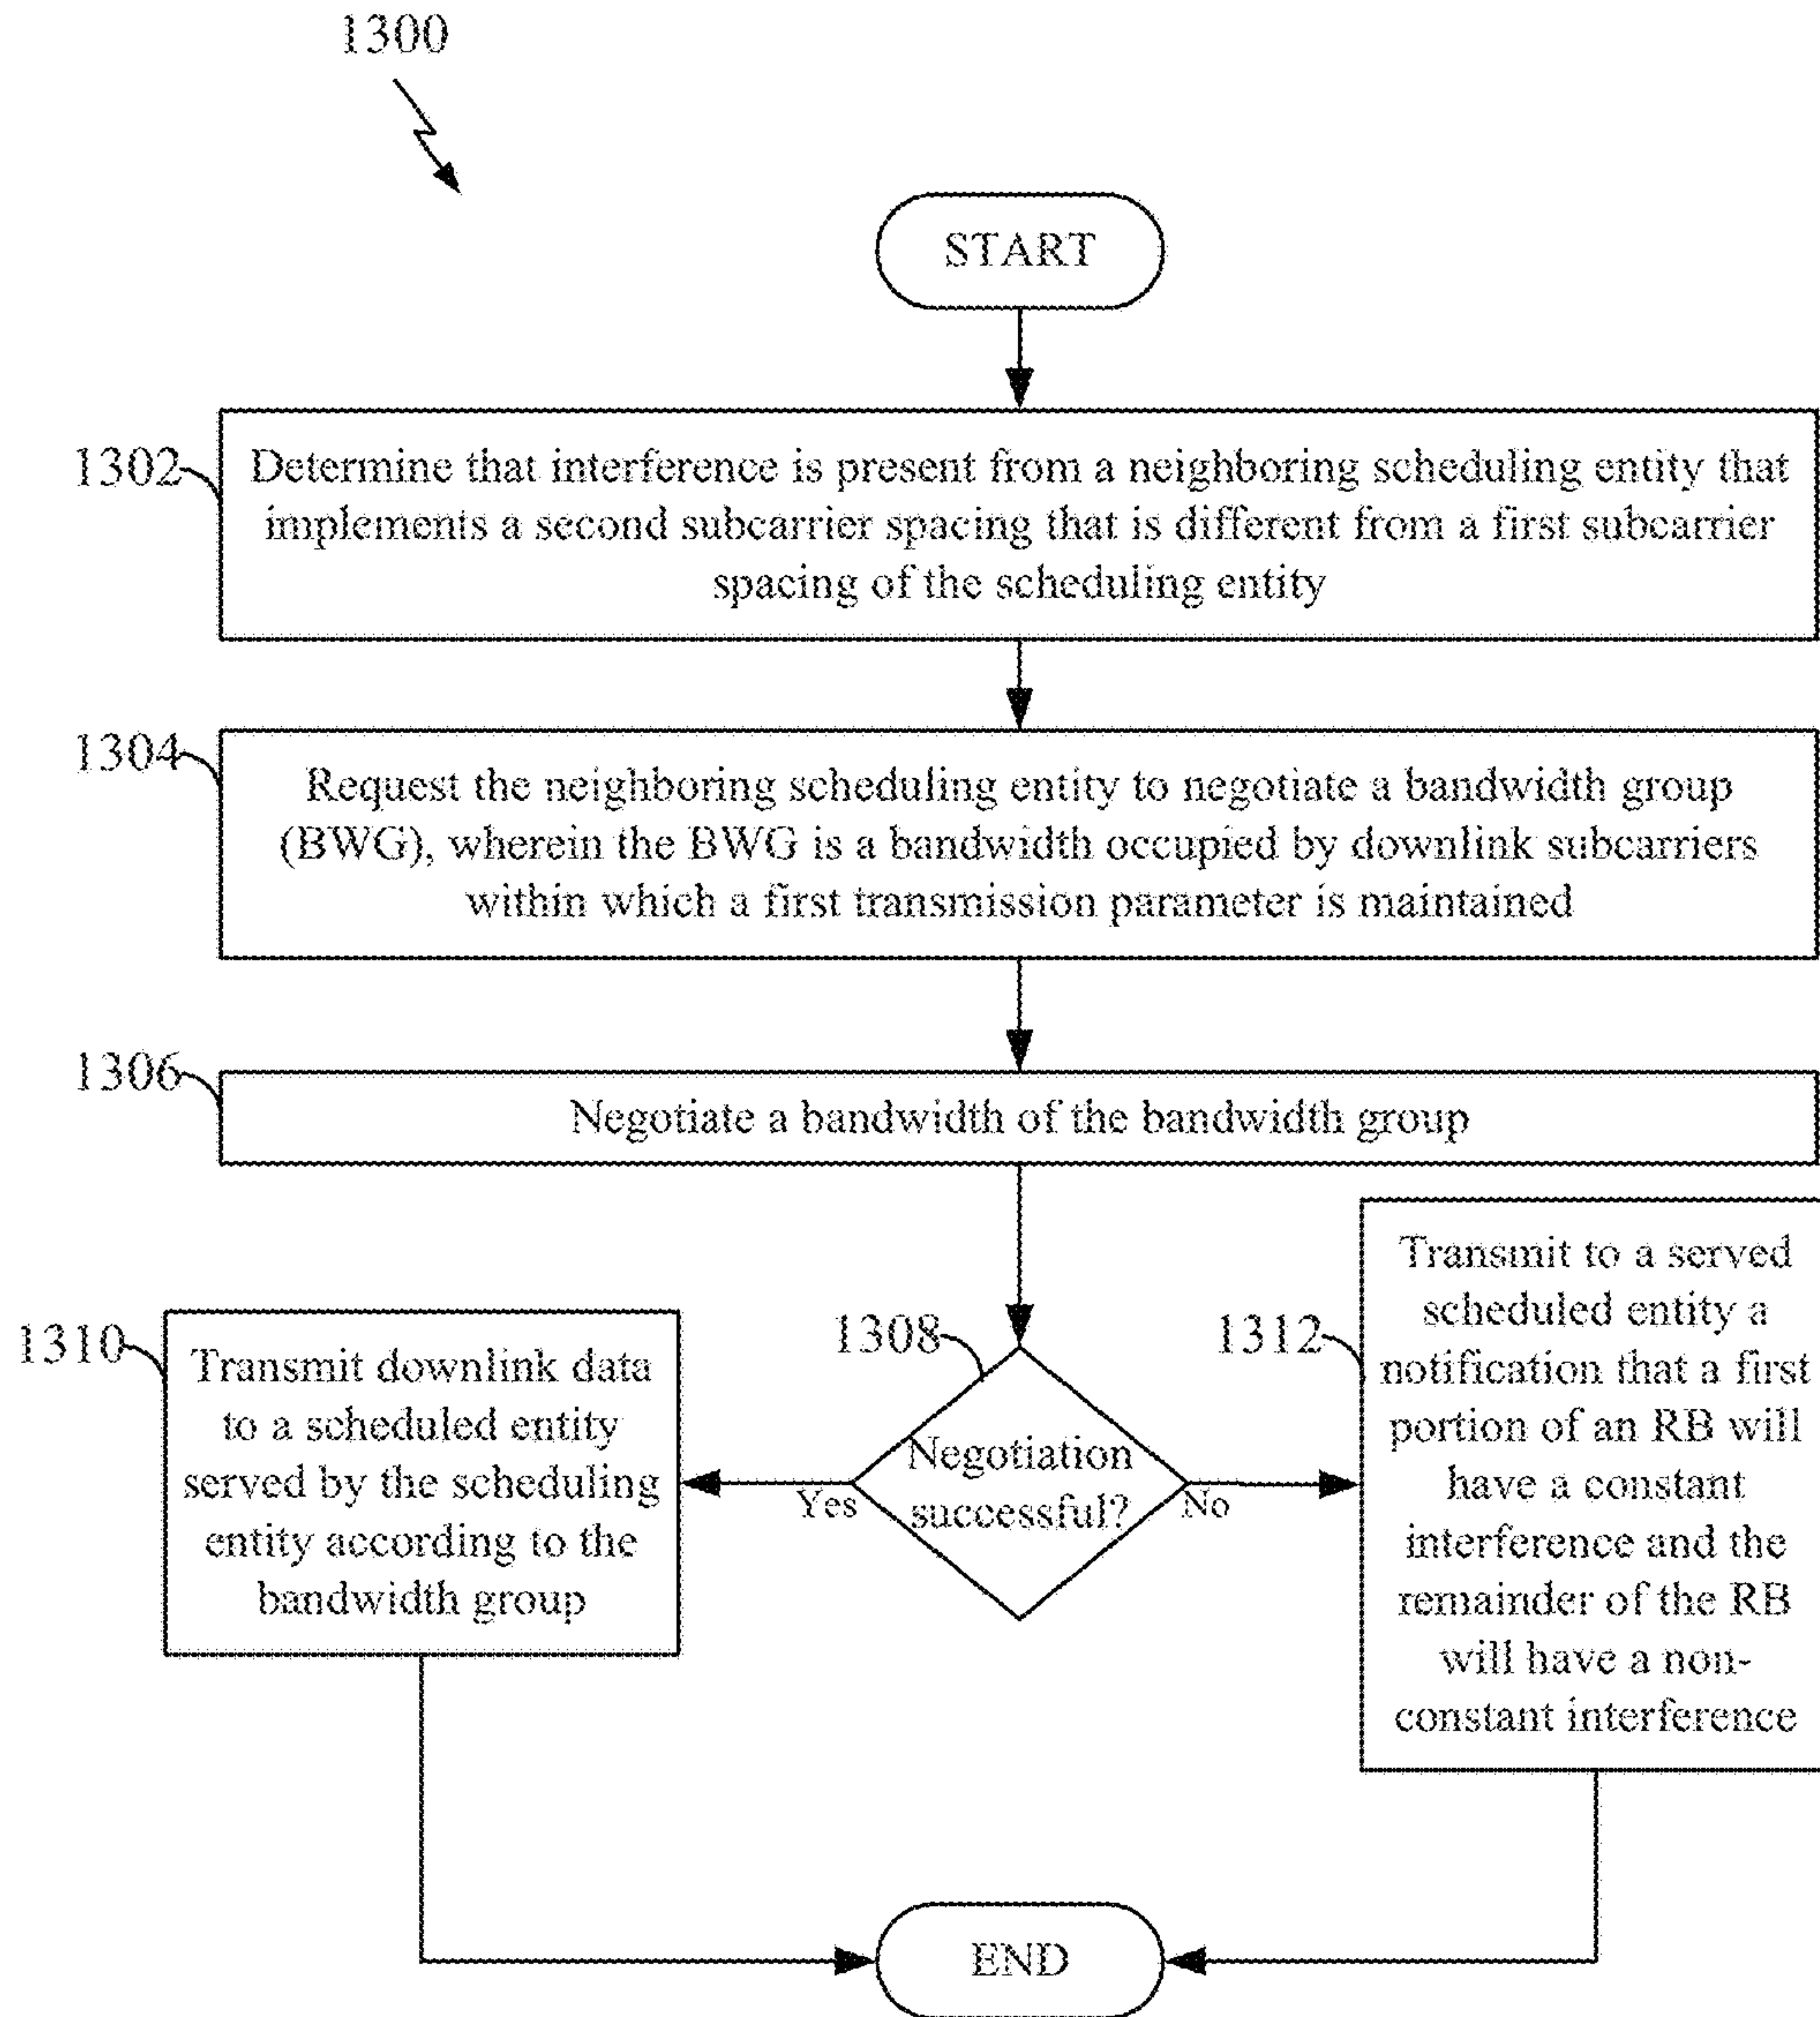 1300
START
1302
Determine that interference is present from a neighboring scheduling entity that
implements a second subcarrier spacing that is different from a first subcarrier
spacing of the scheduling entity
1304
Request the neighboring scheduling entity to negotiate a bandwidth group
(BWG), wherein the BWG is a bandwidth occupied by downlink subcarriers
within which a first transmission parameter is maintained
1306
Negotiate a bandwidth of the bandwidth group
1308
Negotiation
successful?
Yes
No
1310
Transmit downlink data
to a scheduled entity
served by the scheduling
entity according to the
bandwidth group
1312
Transmit to a served
scheduled entity a
notification that a first
portion of an RB will
have a constant
interference and the
remainder of the RB
will have a non-
constant interference
END